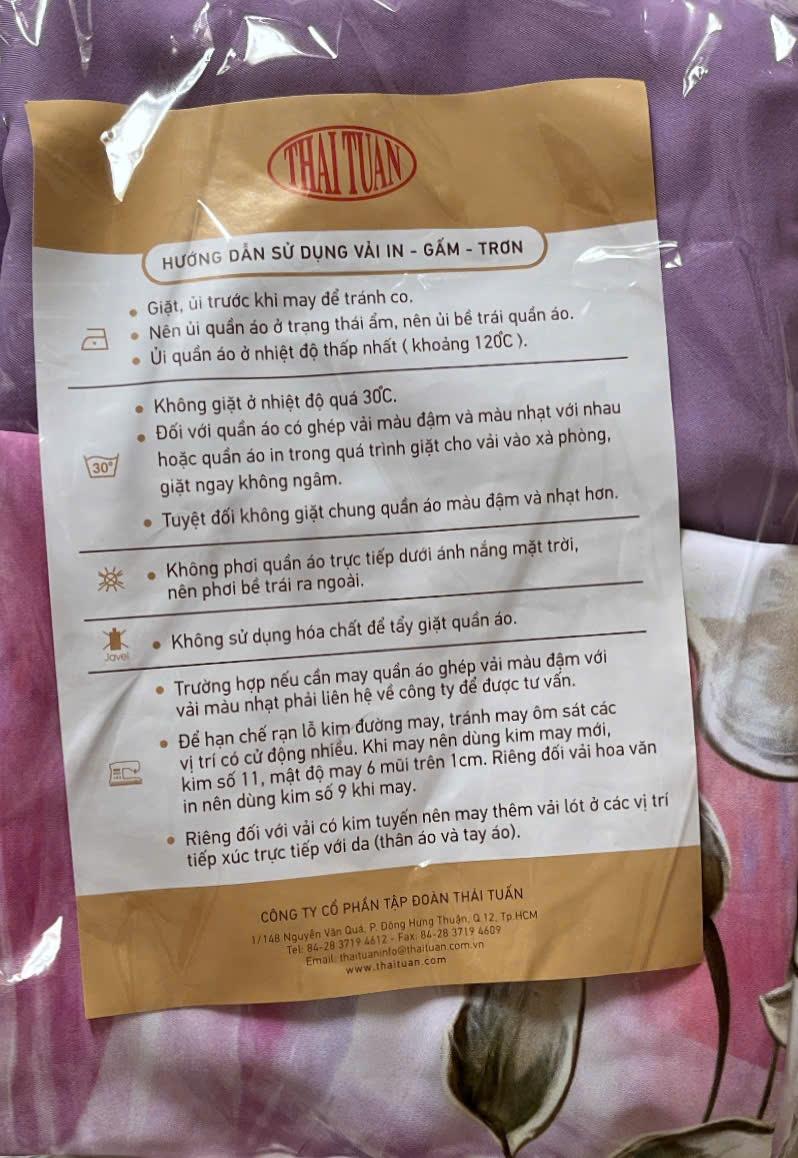 THAI TUAN
HƯỚNG DẪN SỬ DỤNG VẢI IN - GẤM - TRƠN
• Giặt, ủi trước khi may để tránh co.
• Nên ủi quần áo ở trạng thái ẩm, nên ủi bề trái quần áo.
• Ủi quần áo ở nhiệt độ thấp nhất ( khoảng 120°C ).
• Không giặt ở nhiệt độ quá 30°C.
• Đối với quần áo có ghép vải màu đậm và màu nhạt với nhau
hoặc quần áo in trong quá trình giặt cho vải vào xà phòng,
30°
giặt ngay không ngâm.
• Tuyệt đối không giặt chung quần áo màu đậm và nhạt hơn.
• Không phơi quần áo trực tiếp dưới ánh nắng mặt trời,
nên phơi bề trái ra ngoài.
• Không sử dụng hóa chất để tẩy giặt quần áo.
Javel
• Trường hợp nếu cần may quần áo ghép vải màu đậm với
vải màu nhạt phải liên hệ về công ty để được tư vấn.
• Để hạn chế rạn lỗ kim đường may, tránh may ôm sát các
vị trí có cử động nhiều. Khi may nên dùng kim may mới,
kim số 11, mật độ may 6 mũi trên 1cm. Riêng đối vải hoa văn
in nên dùng kim số 9 khi may.
• Riêng đối với vải có kim tuyến nên may thêm vải lót ở các vị trí
tiếp xúc trực tiếp với da (thân áo và tay áo).
CÔNG TY CỔ PHẦN TẬP ĐOÀN THÁI TUẤN
1/148 Nguyễn Văn Quá, P. Đông Hưng Thuận, Q 12, Tp.HCM
Tel: 84-28 3719 4612 - Fax: 84-28 3719 4609
Email: thaituaninfo@thaituan.com.vn
www.thaituan.com